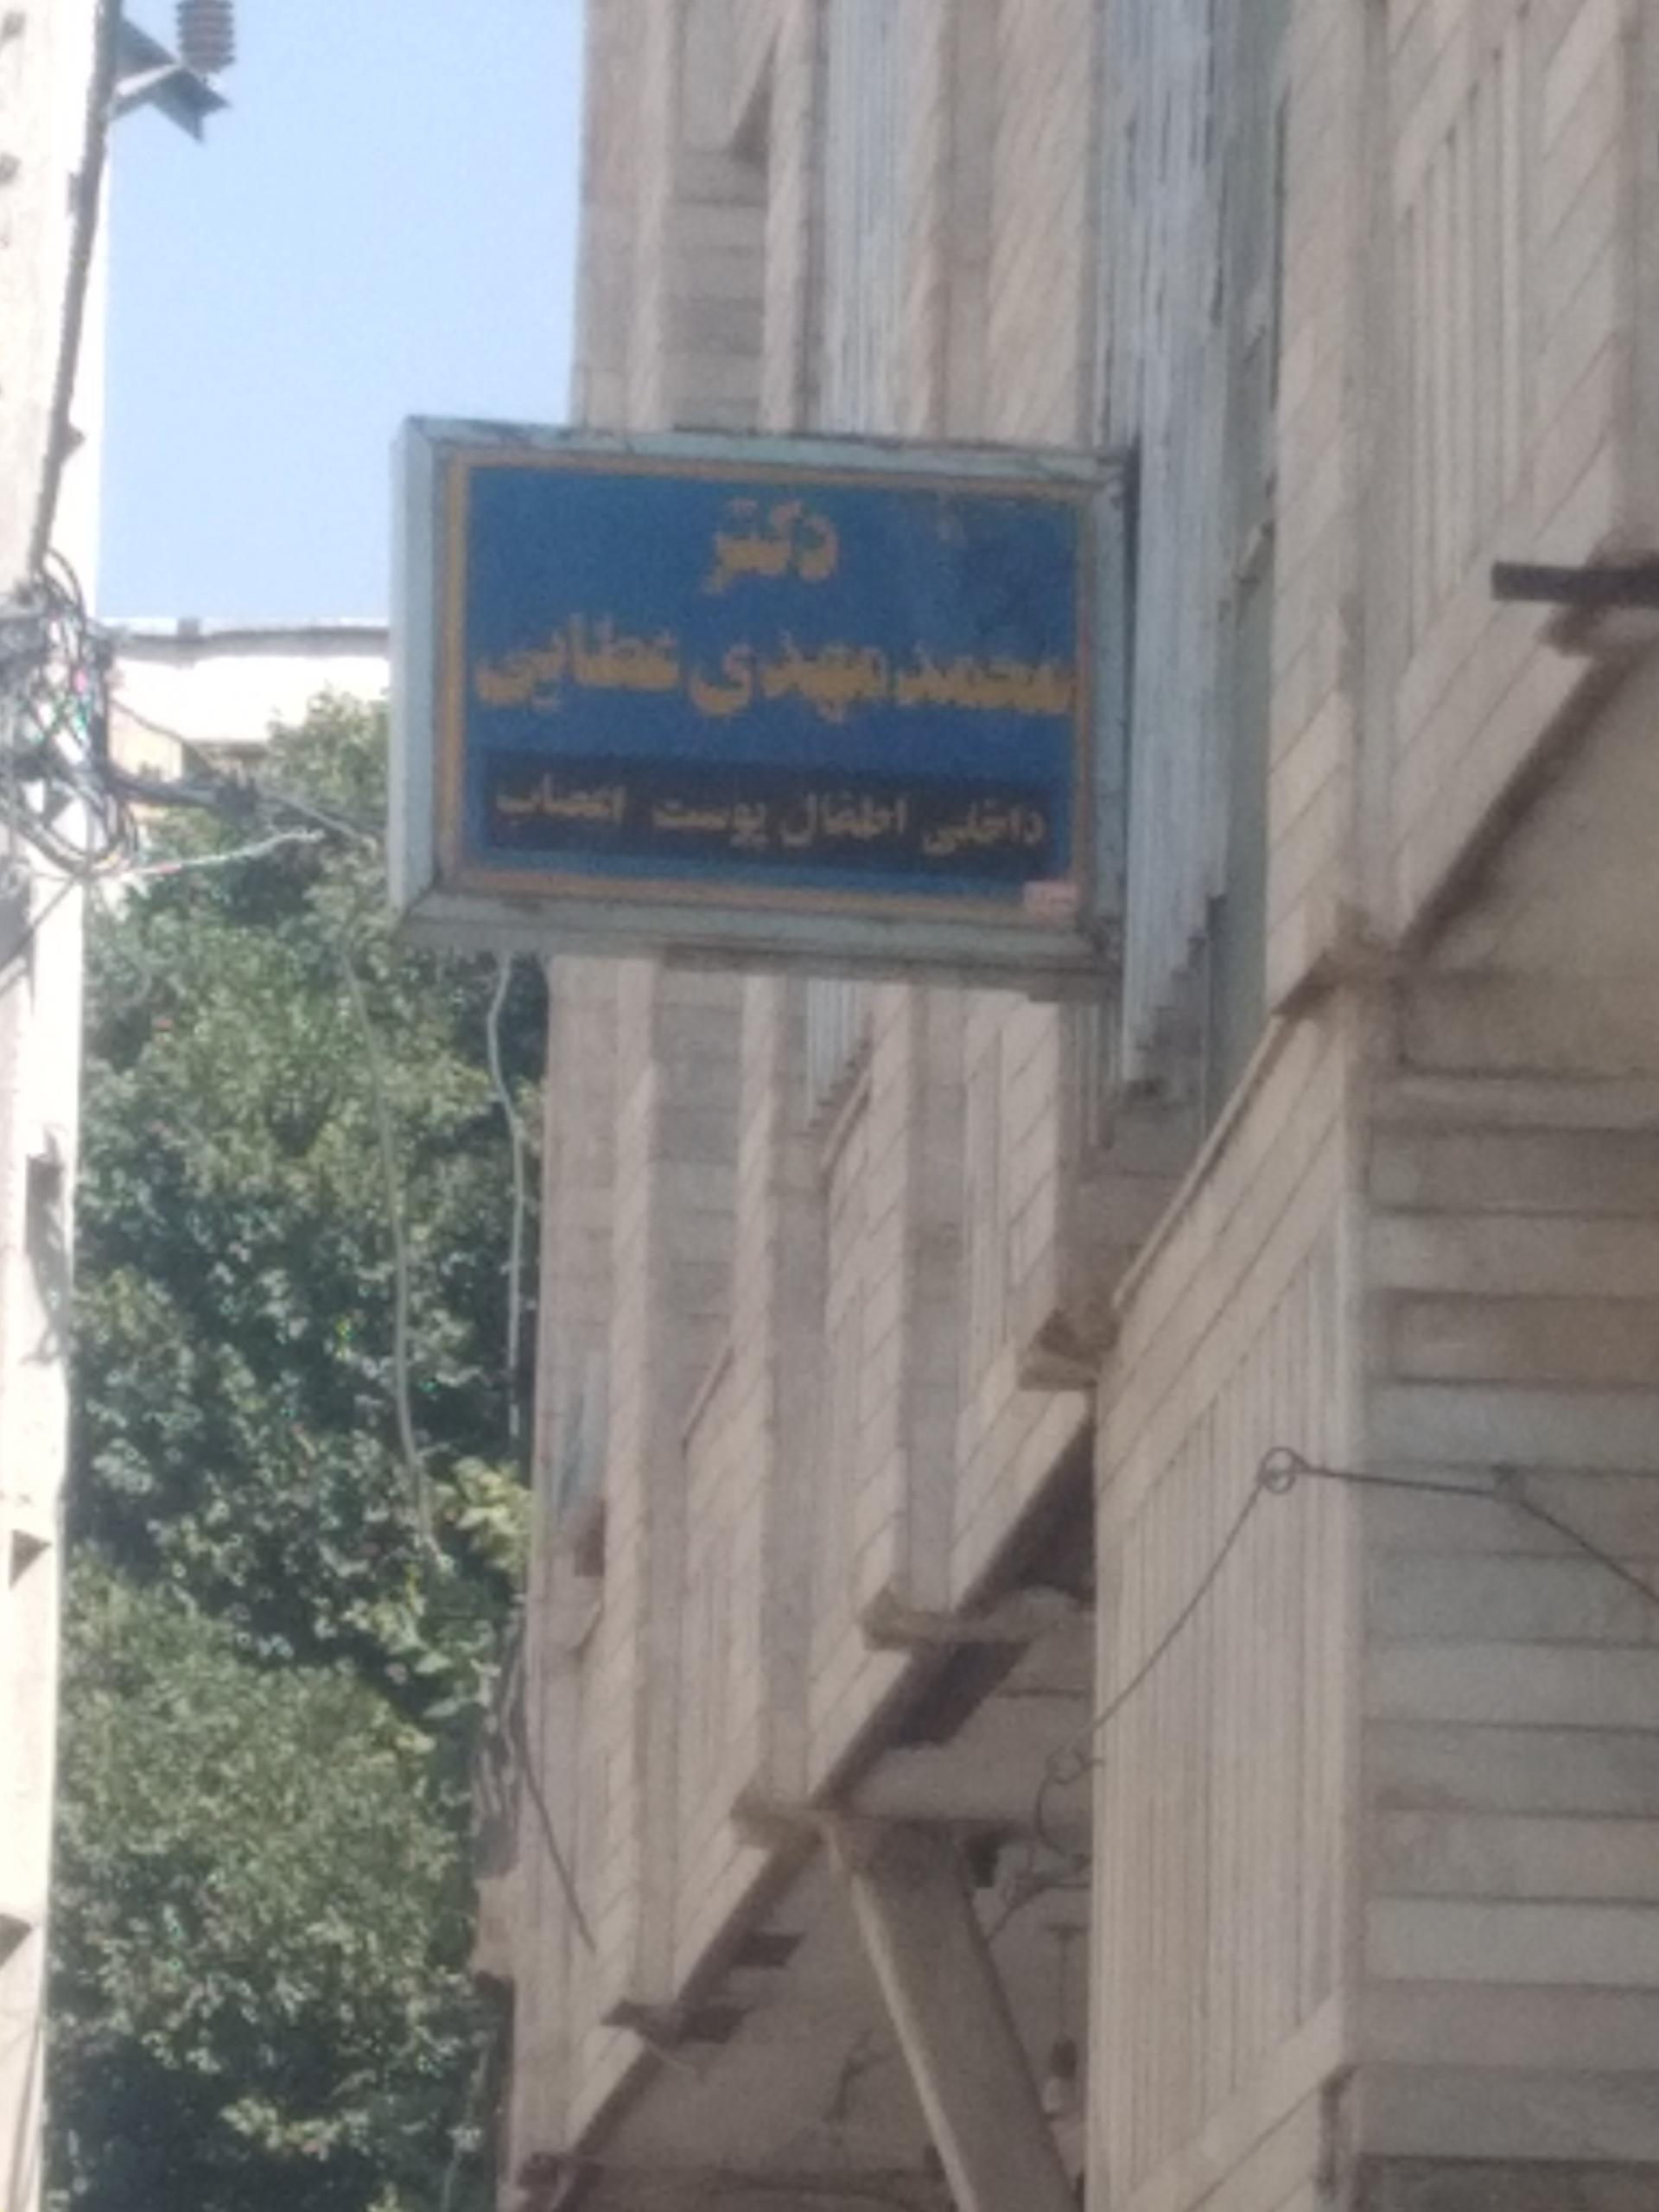 دکتر
محمد مهدی عطایی
داخلی اطفال پوست اعصاب